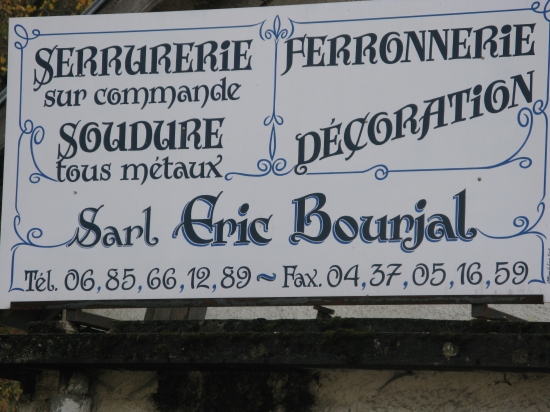 SERRURERIE
sur commande
SOUDURE
tous métaux
FERRONNERIE
DÉCORATION
Sarl Eric Bourjal
Tél. 06,85,66,12,89 ~ Fax. 04,37,05,16,59